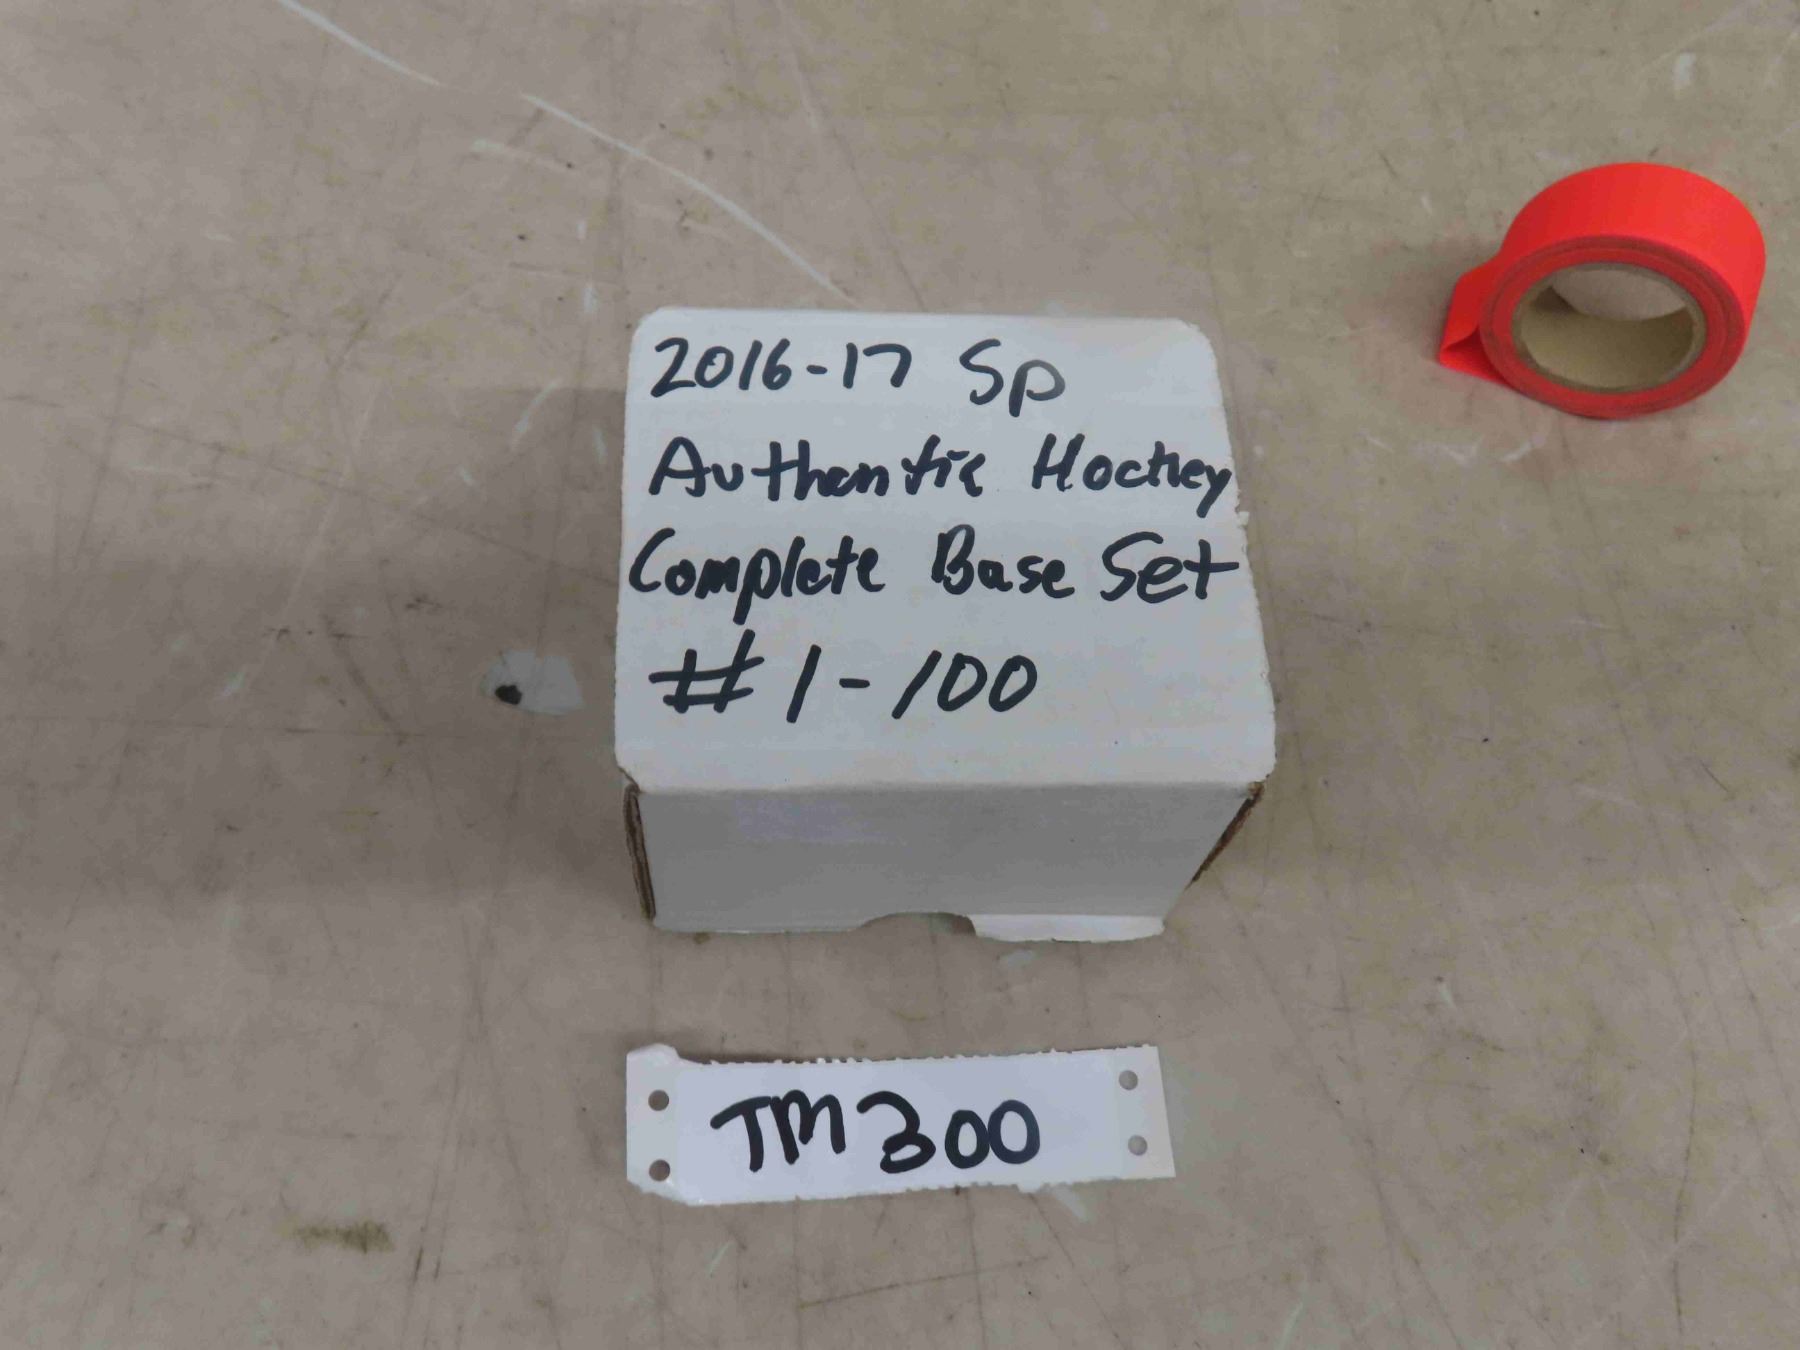 2016-17 Sp
Authentic Hockey
Complete Base Set
# 1-100
TM300